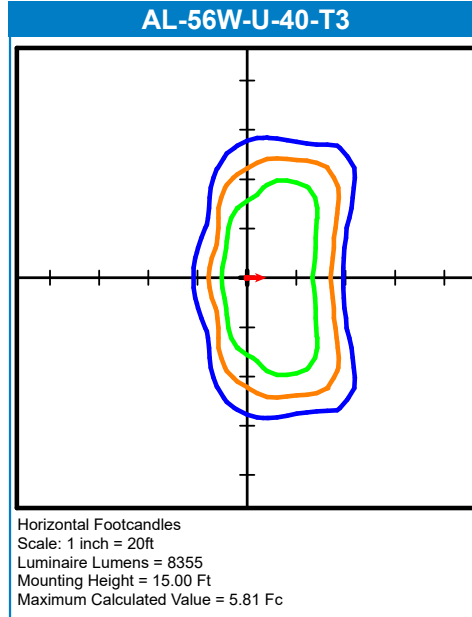 AL-56W-U-40-T3
Horizontal Footcandles
Scale: 1 inch = 20ft
Luminaire Lumens = 8355
Mounting Height = 15.00 Ft
Maximum Calculated Value = 5.81 Fc